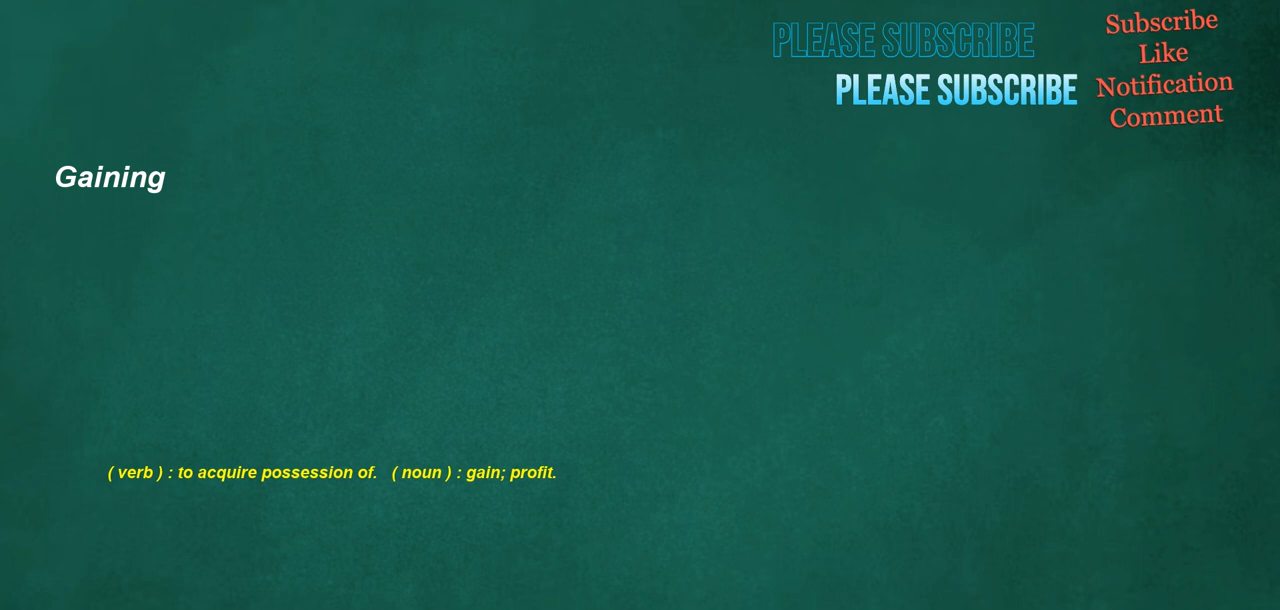 PLEASE SUBSCRIBE
PLEASE SUBSCRIBE
Subscribe
Like
Notification
Comment
Gaining
( verb ) : to acquire possession of.   ( noun ) : gain; profit.